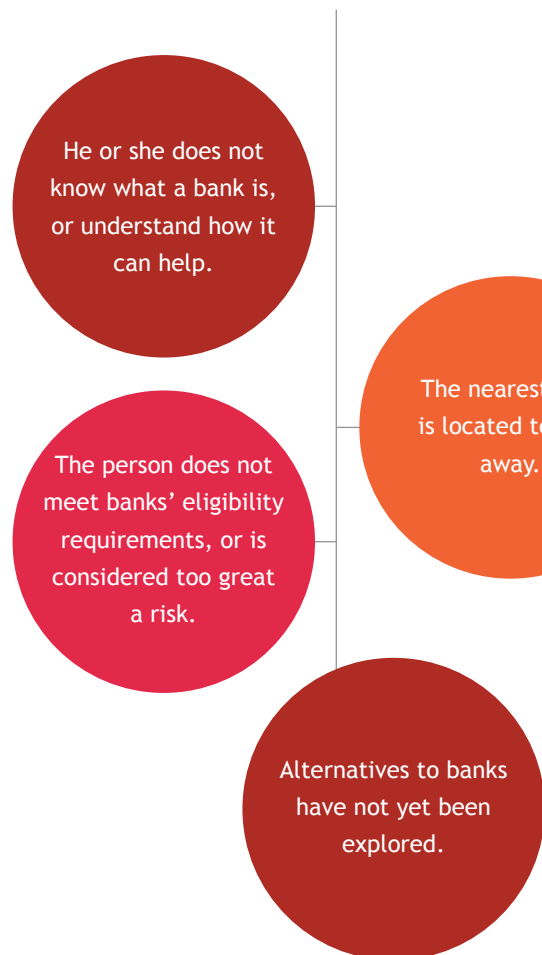 He or she does not
know what a bank is,
or understand how it
can help.
The nearest
is located
away.
The person does not
meet banks’ eligibility
requirements, or is
considered too great
a risk.
Alternatives to banks
have not yet been
explored.